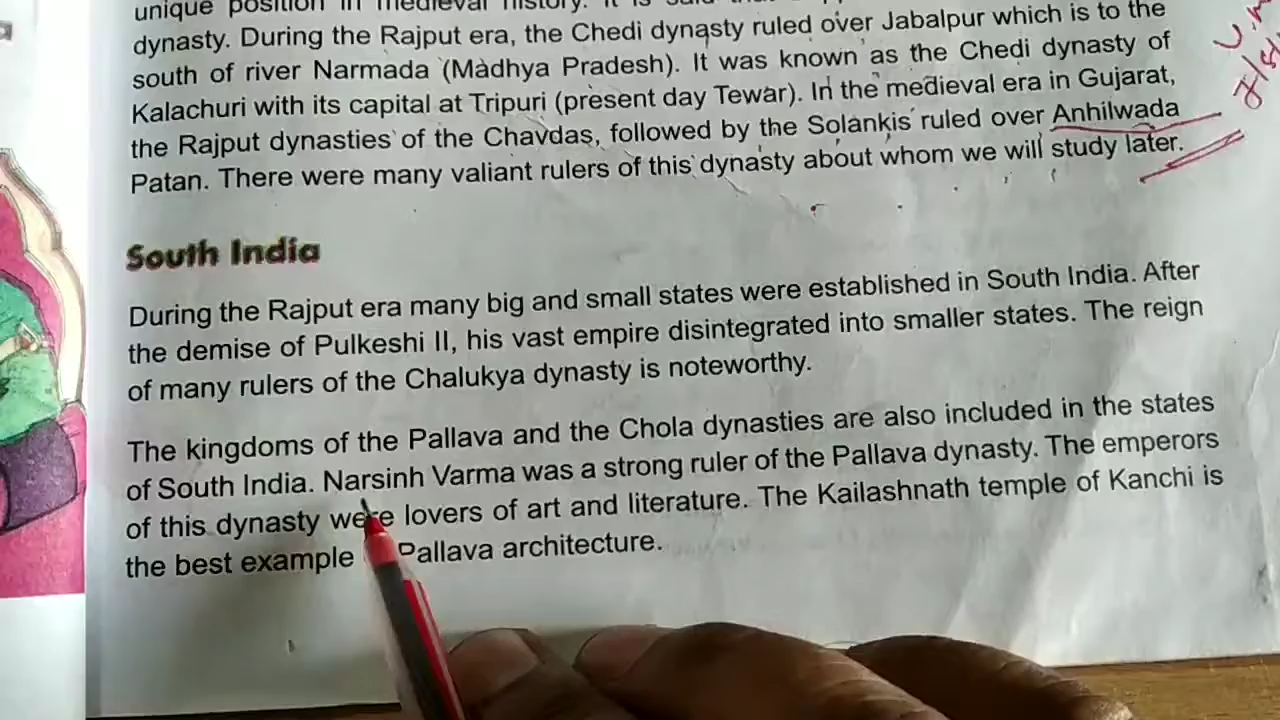 unique position in medieval history. It is said
dynasty. During the Rajput era, the Chedi dynasty ruled over Jabalpur which is to the
south of river Narmada (Madhya Pradesh). It was known as the Chedi dynasty of
Kalachuri with its capital at Tripuri (present day Tewar). In the medieval era in Gujarat,
the Rajput dynasties of the Chavdas, followed by the Solankis ruled over Anhilwada
Patan. There were many valiant rulers of this dynasty about whom we will study later.
South India
During the Rajput era many big and small states were established in South India. After
the demise of Pulkeshi II, his vast empire disintegrated into smaller states. The reign
of many rulers of the Chalukya dynasty is noteworthy.
The kingdoms of the Pallava and the Chola dynasties are also included in the states
of South India. Narsinh Varma was a strong ruler of the Pallava dynasty. The emperors
of this dynasty were lovers of art and literature. The Kailashnath temple of Kanchi is
the best example Pallava architecture.